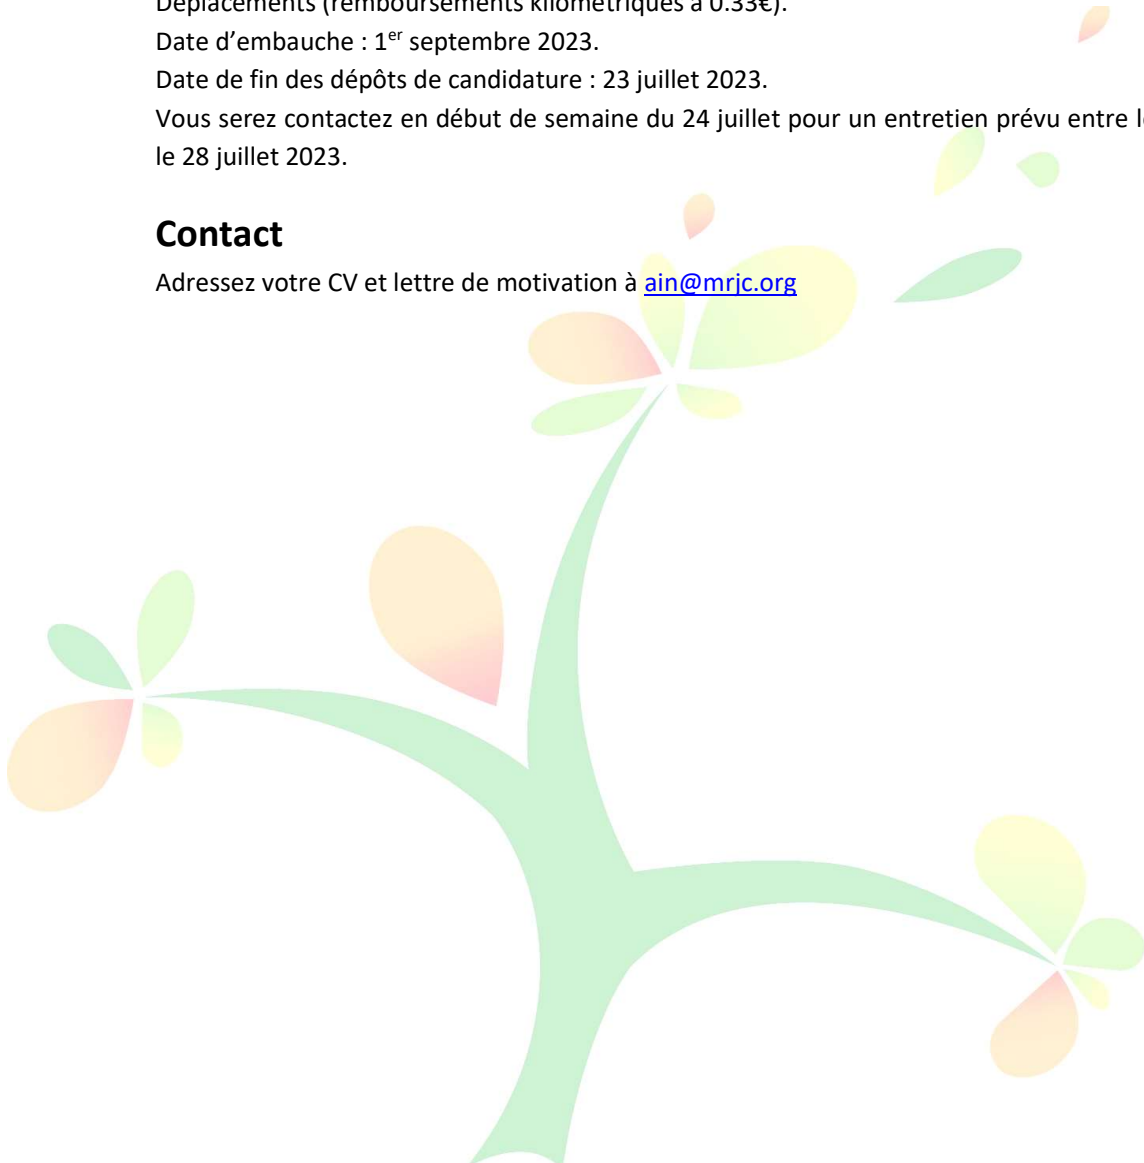 Déplacements (remboursements kilométriques à 0.33€).
Date d’embauche : 1er septembre 2023.
Date de fin des dépôts de candidature : 23 juillet 2023.
Vous serez contactez en début de semaine du 24 juillet pour un entretien prévu entre
le 28 juillet 2023.
Contact
Adressez votre CV et lettre de motivation à ain@mrjc.org